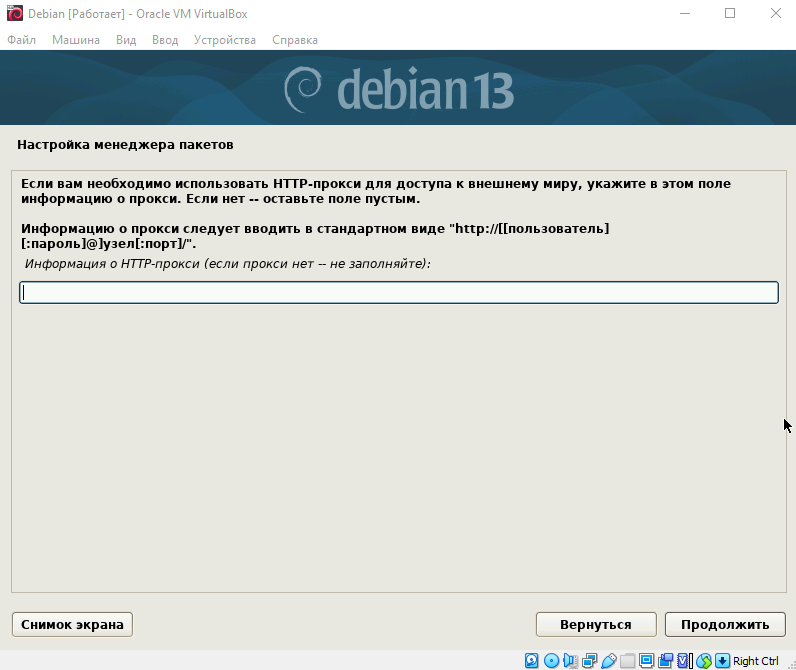 Debian [Работает] - Oracle VM VirtualBox
Файл Машина Вид Ввод Устройства Справка
debian 13
Настройка менеджера пакетов
Если вам необходимо использовать HTTP-прокси для доступа к внешнему миру, укажите в этом поле
информацию о прокси. Если нет -- оставьте поле пустым.
Информацию о прокси следует вводить в стандартном виде "http://[[пользователь]
[:пароль]@]узел[:порт]/".
Информация о HTTP-прокси (если прокси нет -- не заполняйте):
Снимок экрана Вернуться Продолжить
Right Ctrl